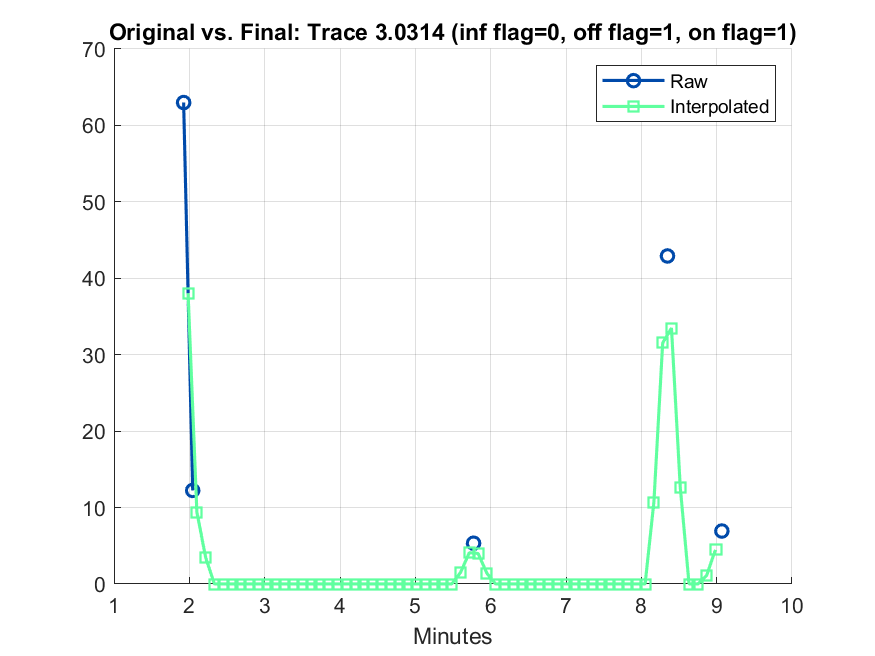 Original vs. Final: Trace 3.0314 (inf flag=0, off flag=1, on flag=1)
70
60
50
40
30
20
10
0
Raw
Interpolated
1 2 3 4 5 6 7 8 9 10
Minutes